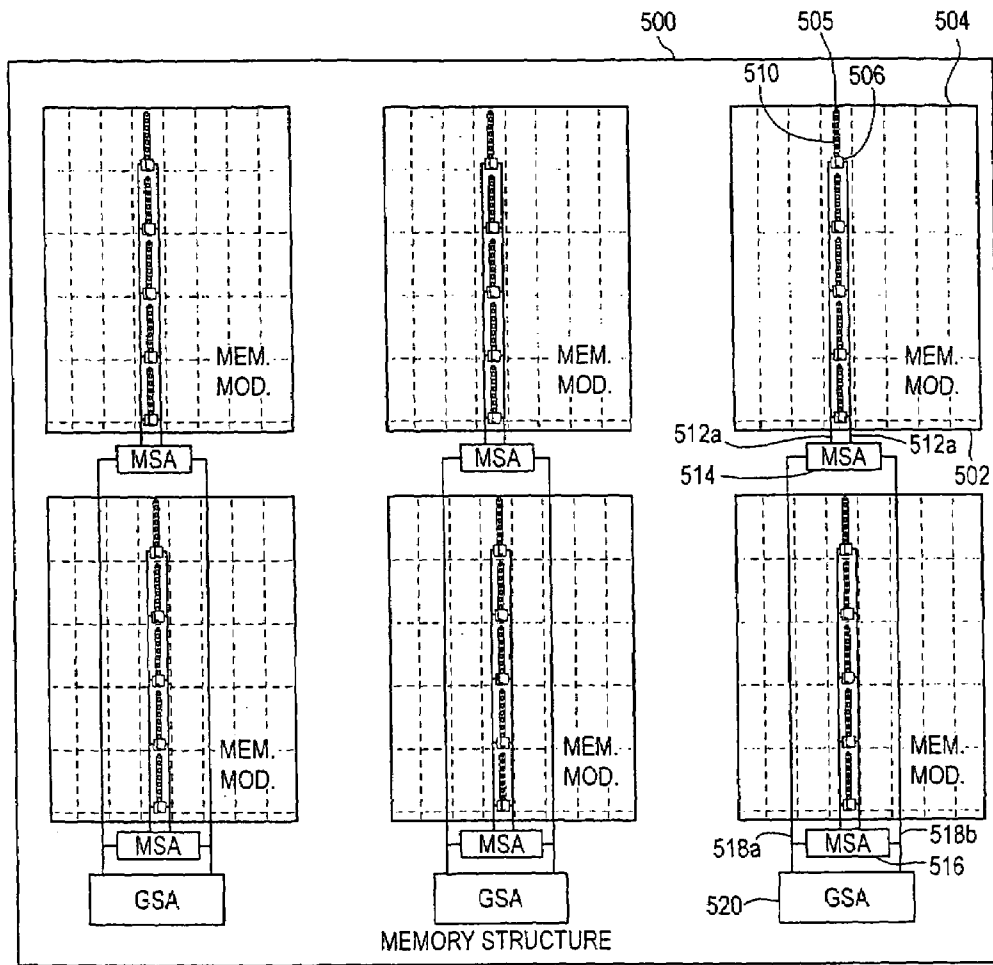 500
505
504
510
506
MEM.
MOD.
MEM.
MOD.
MEM.
MOD.
512a
512a
MSA
MSA
MSA
514
502
MEM.
MOD.
MEM.
MOD.
MEM.
MOD.
MSA
MSA
518a
MSA
518b
516
GSA
GSA
520
GSA
MEMORY STRUCTURE